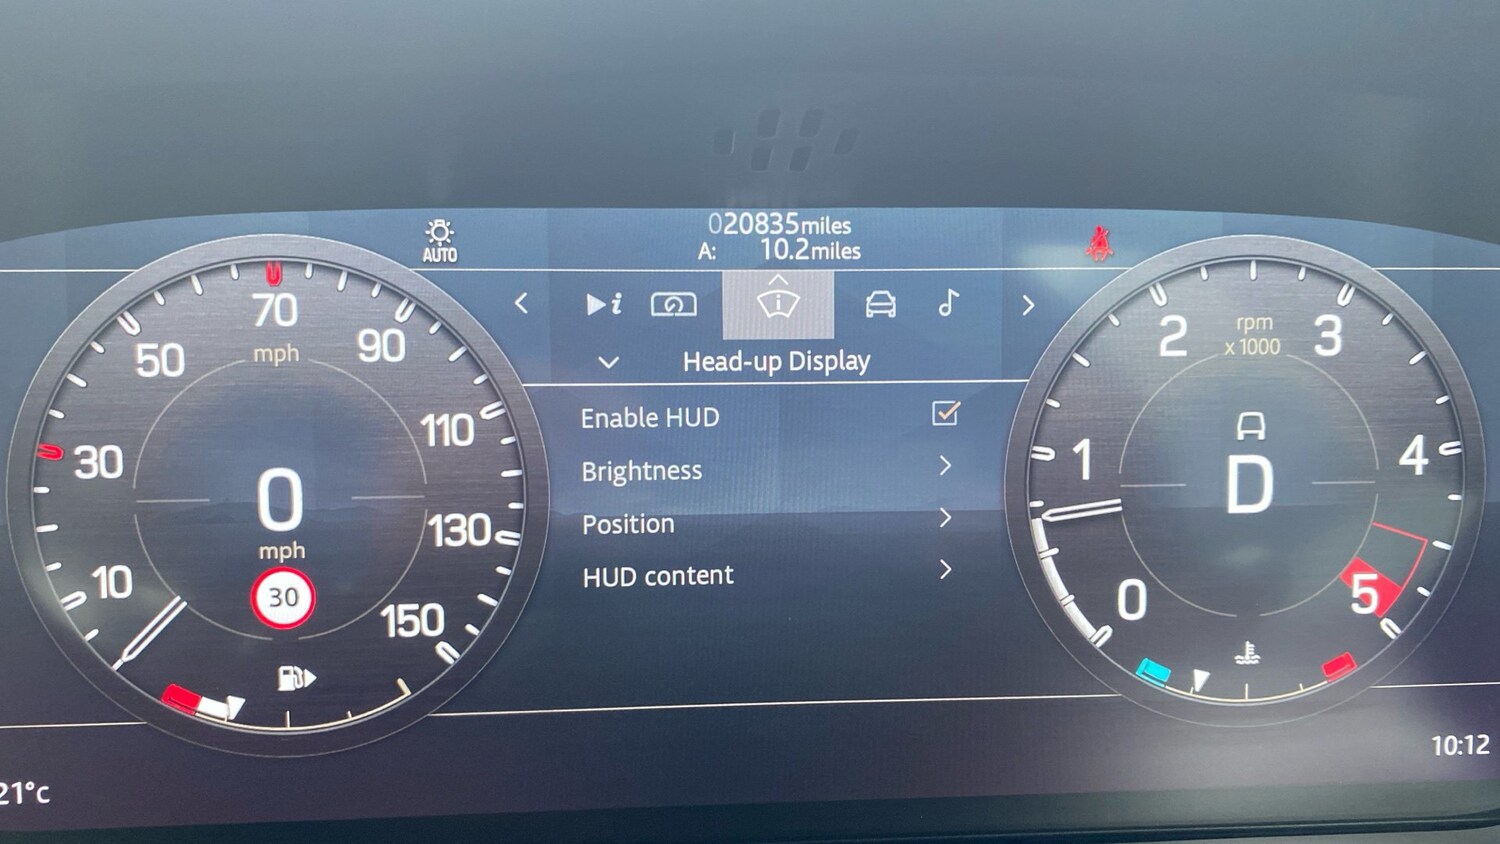 020835miles
A: 10.2miles
AUTO
i
i
Head-up Display
Enable HUD
Brightness
Position
HUD content
10
30
50
70
90
110
130
150
mph
0
mph
30
0
1
2
3
4
5
rpm
x 1000
D
21°c
10:12